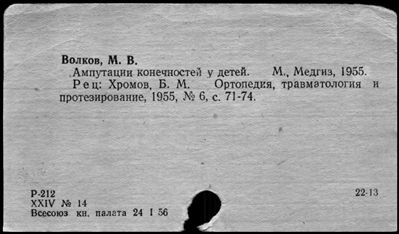 Волков, М. В.
Ампутации конечностей у детей. М., Медгиз, 1955.
Рец: Хромов, Б. М. Ортопедия, травматология и
протезирование, 1955, № 6, с. 71-74.
Р-212
XXIV № 14
Всесоюз кн. палата 24 I 56
22-13